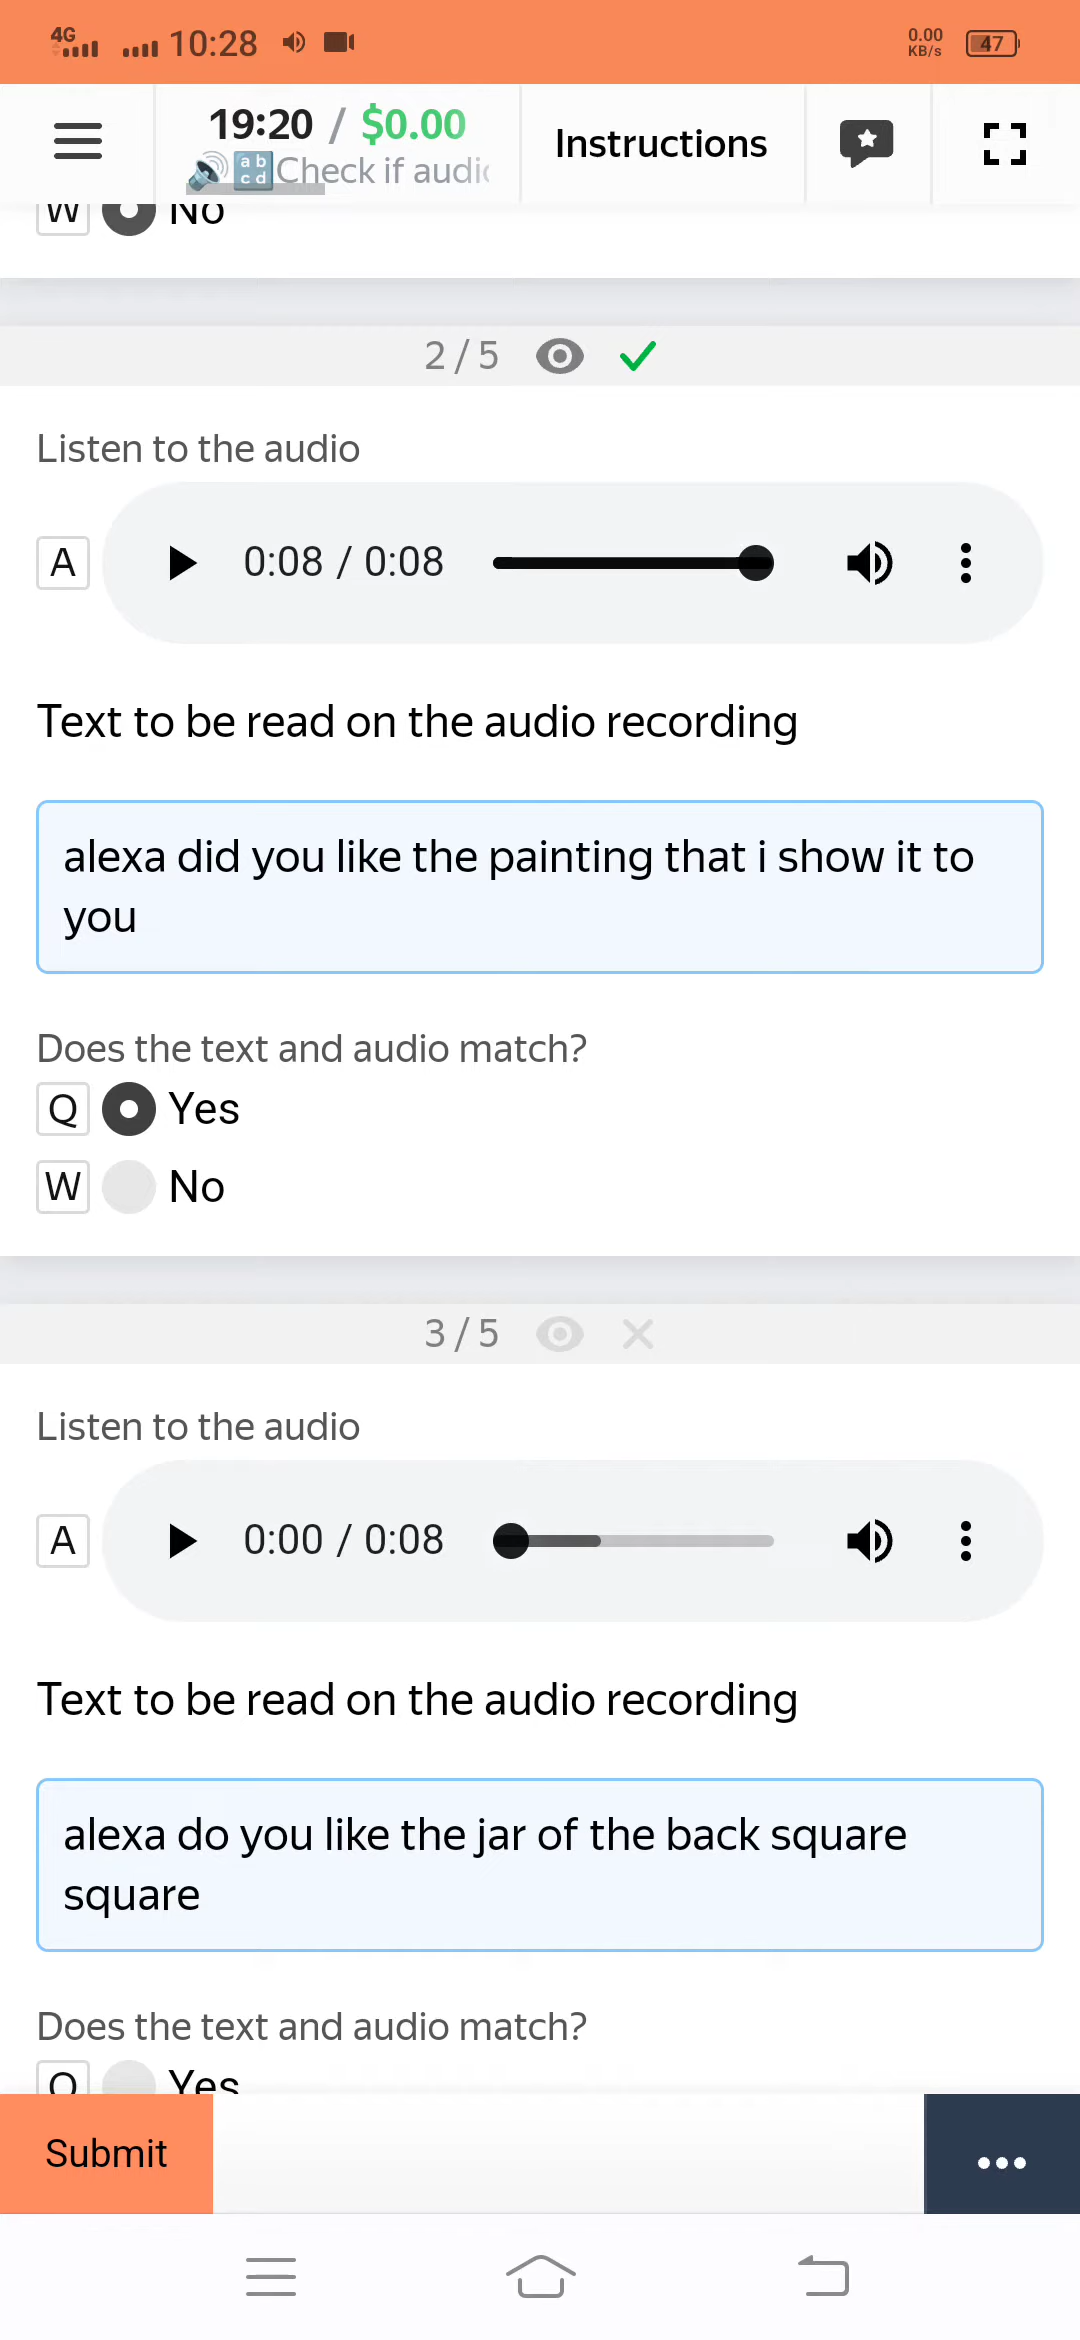 4G 10:28 0.00 KB/s 47
19:20 / $0.00
Check if audi
Instructions
W No
2 / 5
Listen to the audio
A 0:08 / 0:08
Text to be read on the audio recording
alexa did you like the painting that i show it to
you
Does the text and audio match?
Q Yes
W No
3 / 5
Listen to the audio
A 0:00 / 0:08
Text to be read on the audio recording
alexa do you like the jar of the back square
square
Does the text and audio match?
Q Yes
Submit